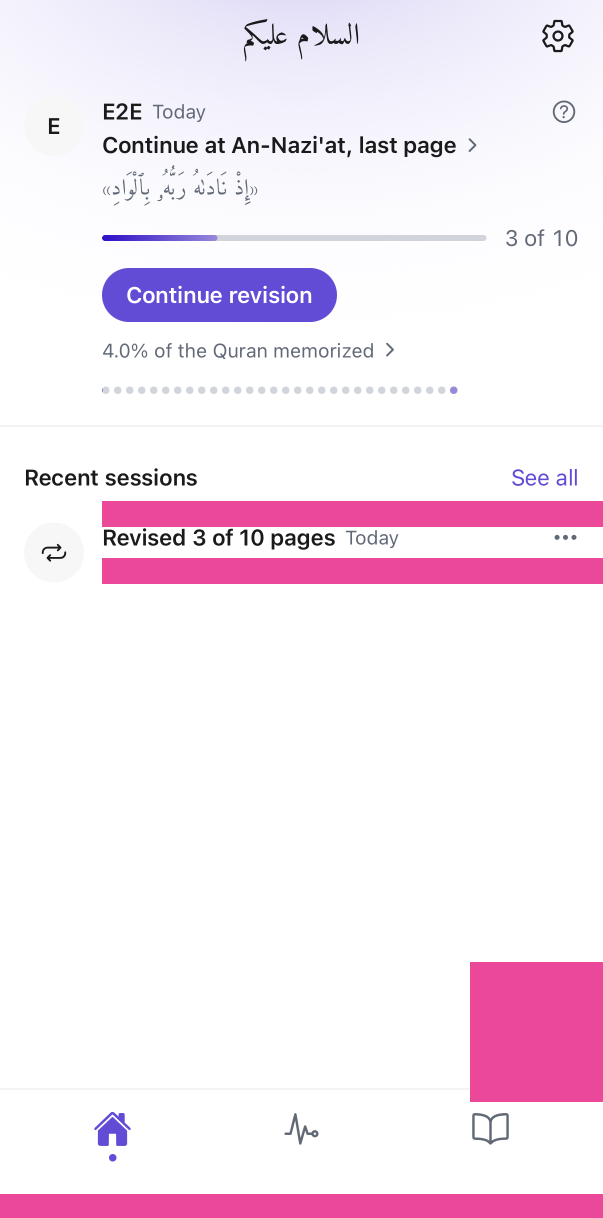 السلام عليكم
E
E2E Today
Continue at An-Nazi'at, last page
«إِذْ نَادَىٰهُ رَبُّهُۥ بِٱلْوَادِ»
3 of 10
Continue revision
4.0% of the Quran memorized
Recent sessions See all
Revised 3 of 10 pages Today